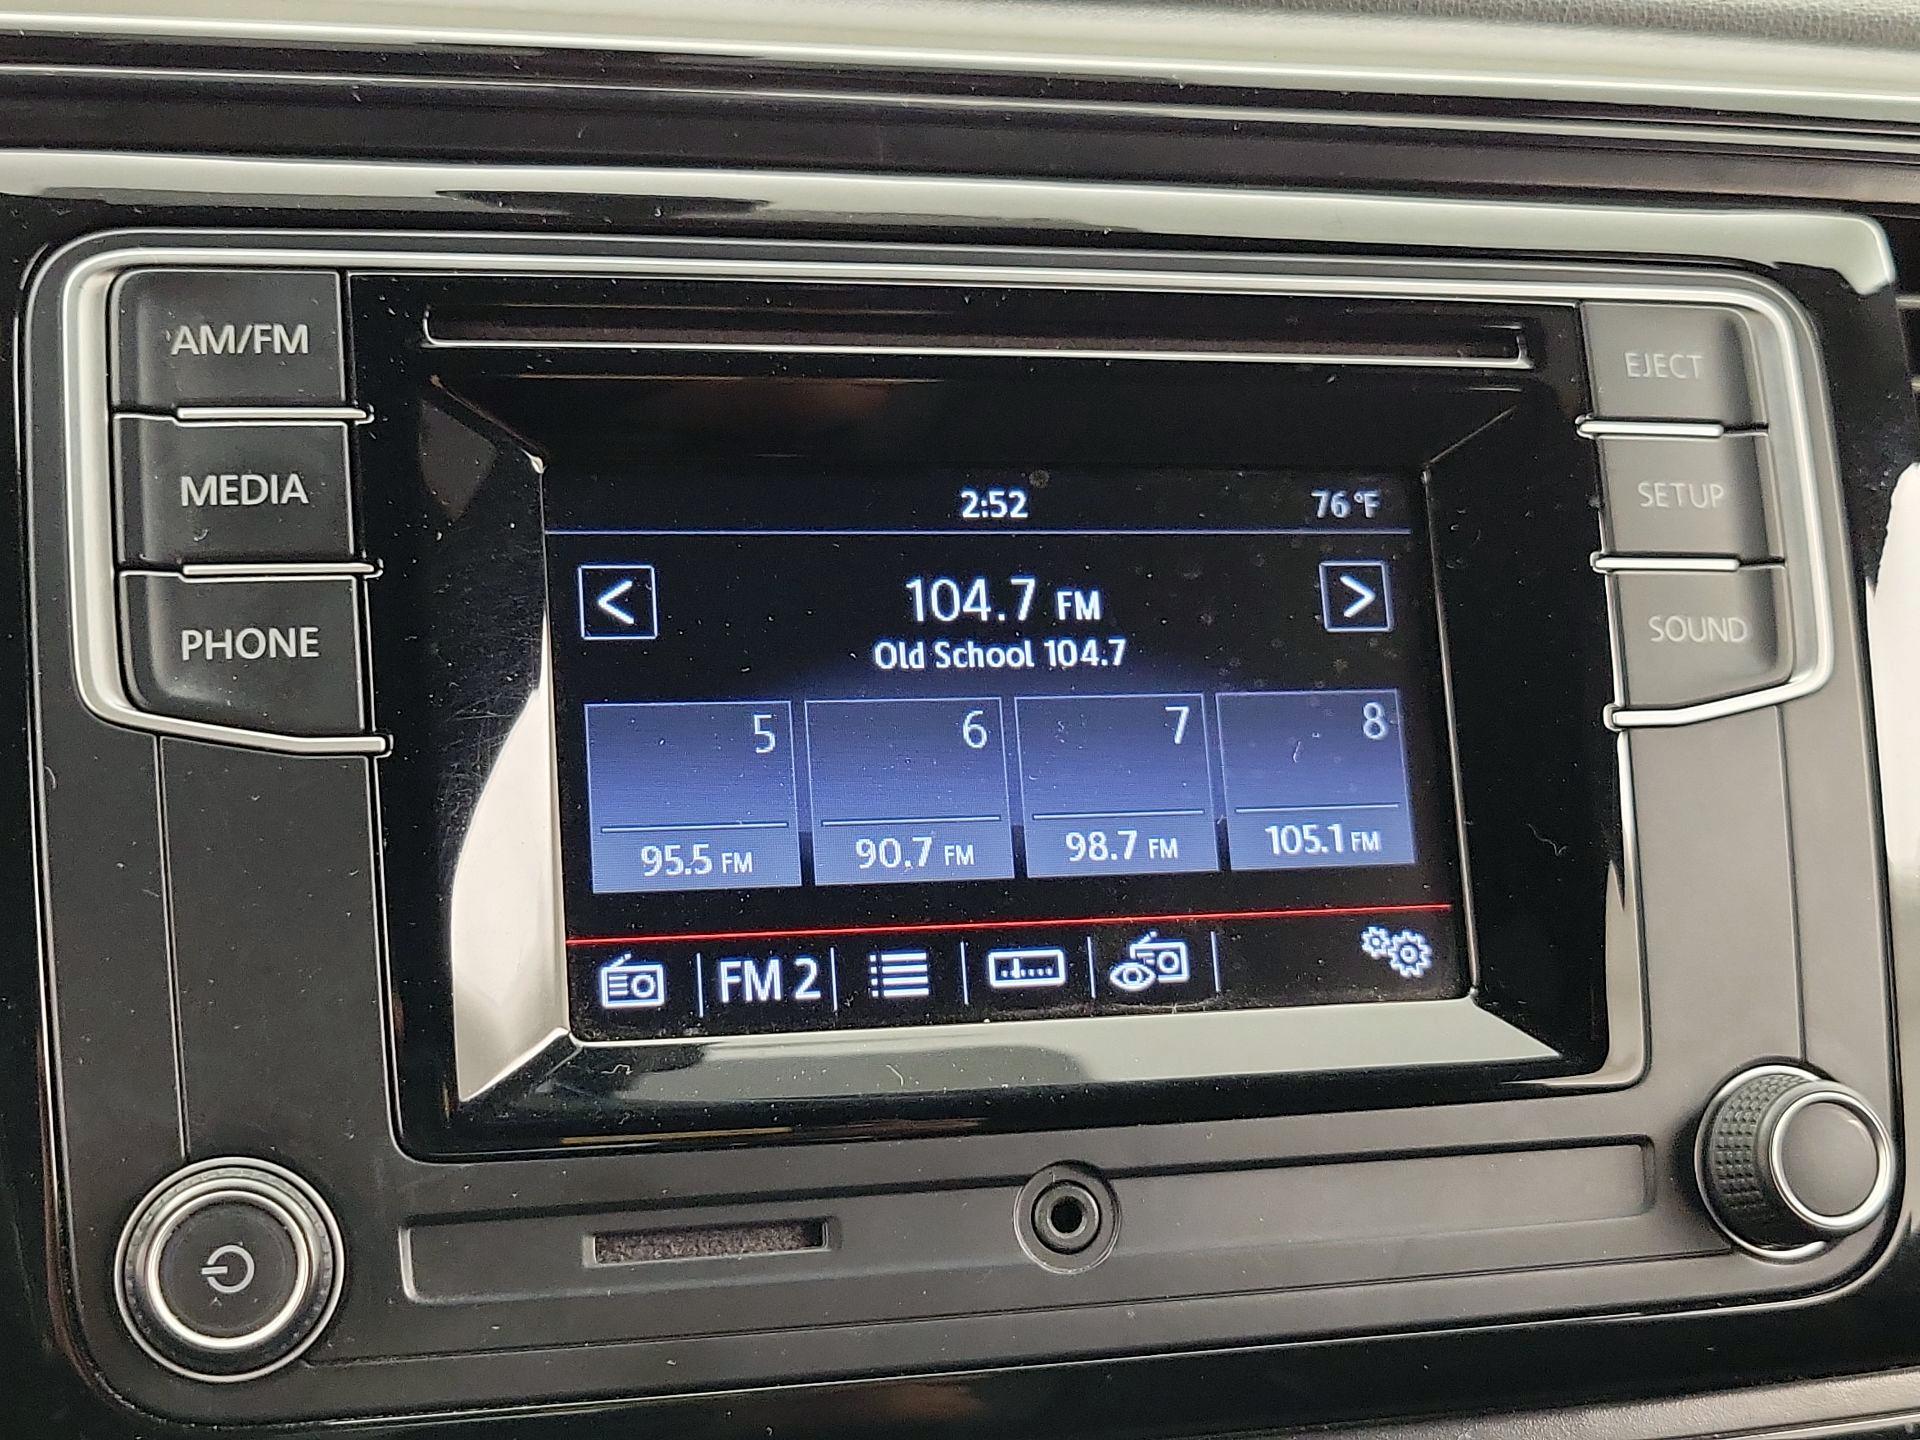 AM/FM
MEDIA
PHONE
EJECT
SETUP
SOUND
2:52
76°F
<
104.7 FM
>
Old School 104.7
5
6
7
8
95.5 FM
90.7 FM
98.7 FM
105.1 FM
FM 2